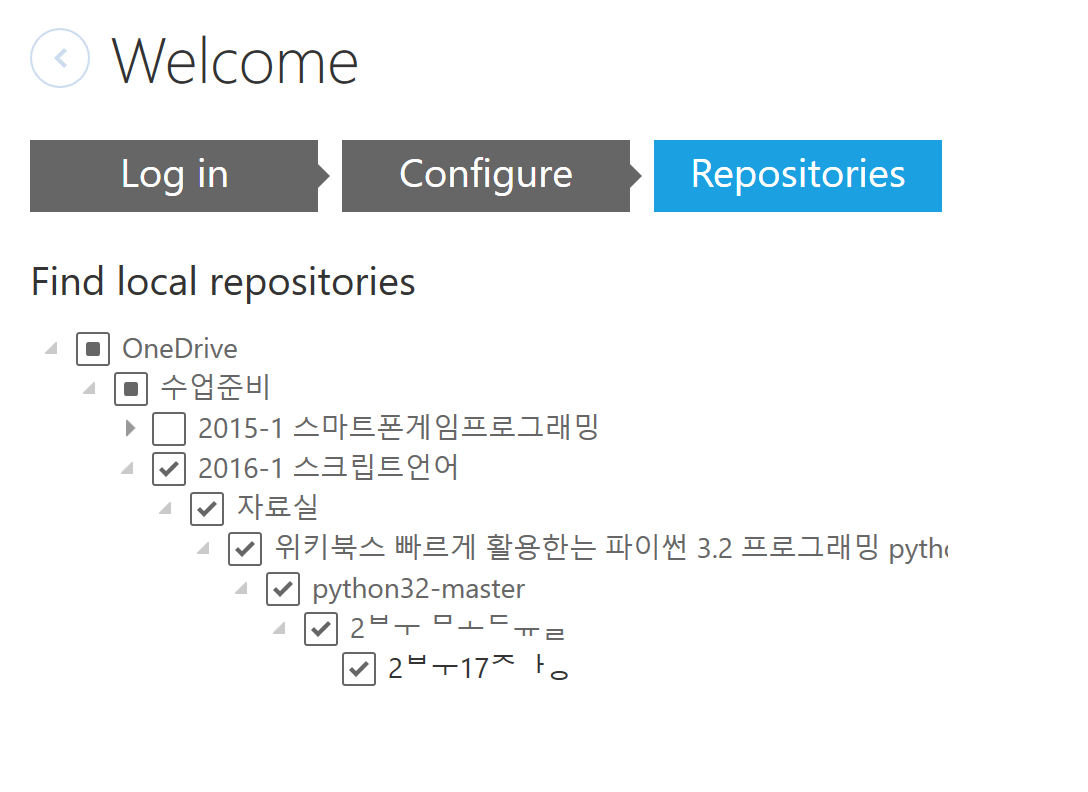 Welcome
Log in
Configure
Repositories
Find local repositories
OneDrive
수업준비
2015-1 스마트폰게임프로그래밍
2016-1 스크립트언어
자료실
위키북스 빠르게 활용한는 파이썬 3.2 프로그래밍 pytho
python32-master
2부 모듈
2부17ᄌ ᅡᆼ